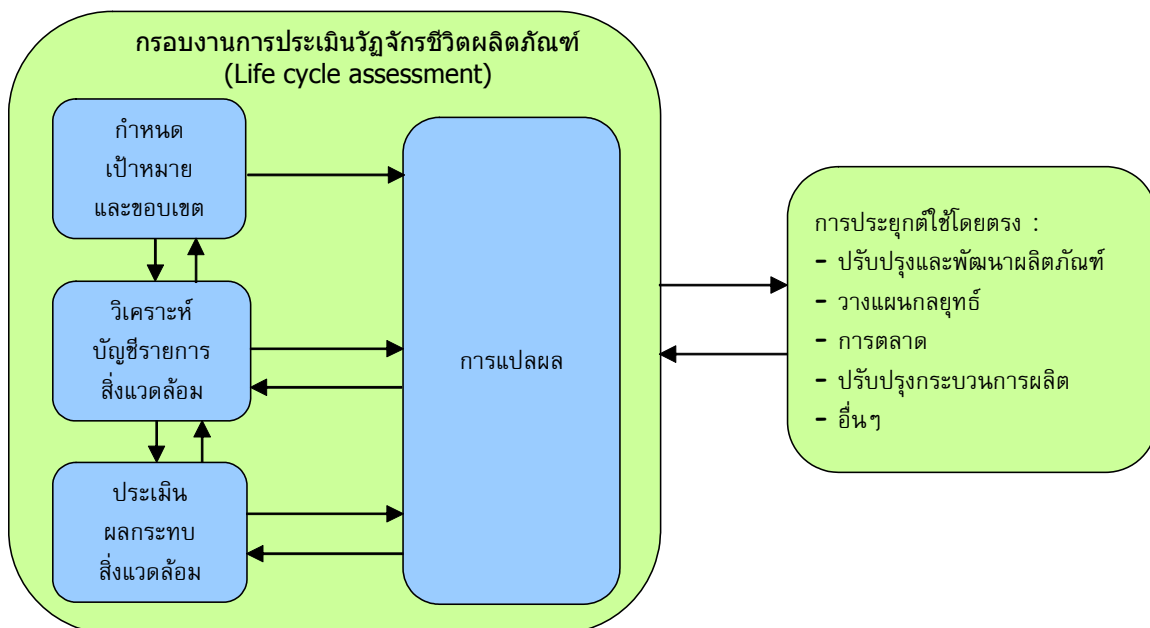 กรอบงานการประเมินวัฏจักรชีวิตผลิตภัณฑ์
(Life cycle assessment)
กำหนด
เป้าหมาย
และขอบเขต
วิเคราะห์
บัญชีรายการ
สิ่งแวดล้อม
ประเมิน
ผลกระทบ
สิ่งแวดล้อม
การแปลผล
การประยุกต์ใช้โดยตรง :
- ปรับปรุงและพัฒนาผลิตภัณฑ์
- วางแผนกลยุทธ์
- การตลาด
- ปรับปรุงกระบวนการผลิต
- อื่นๆ